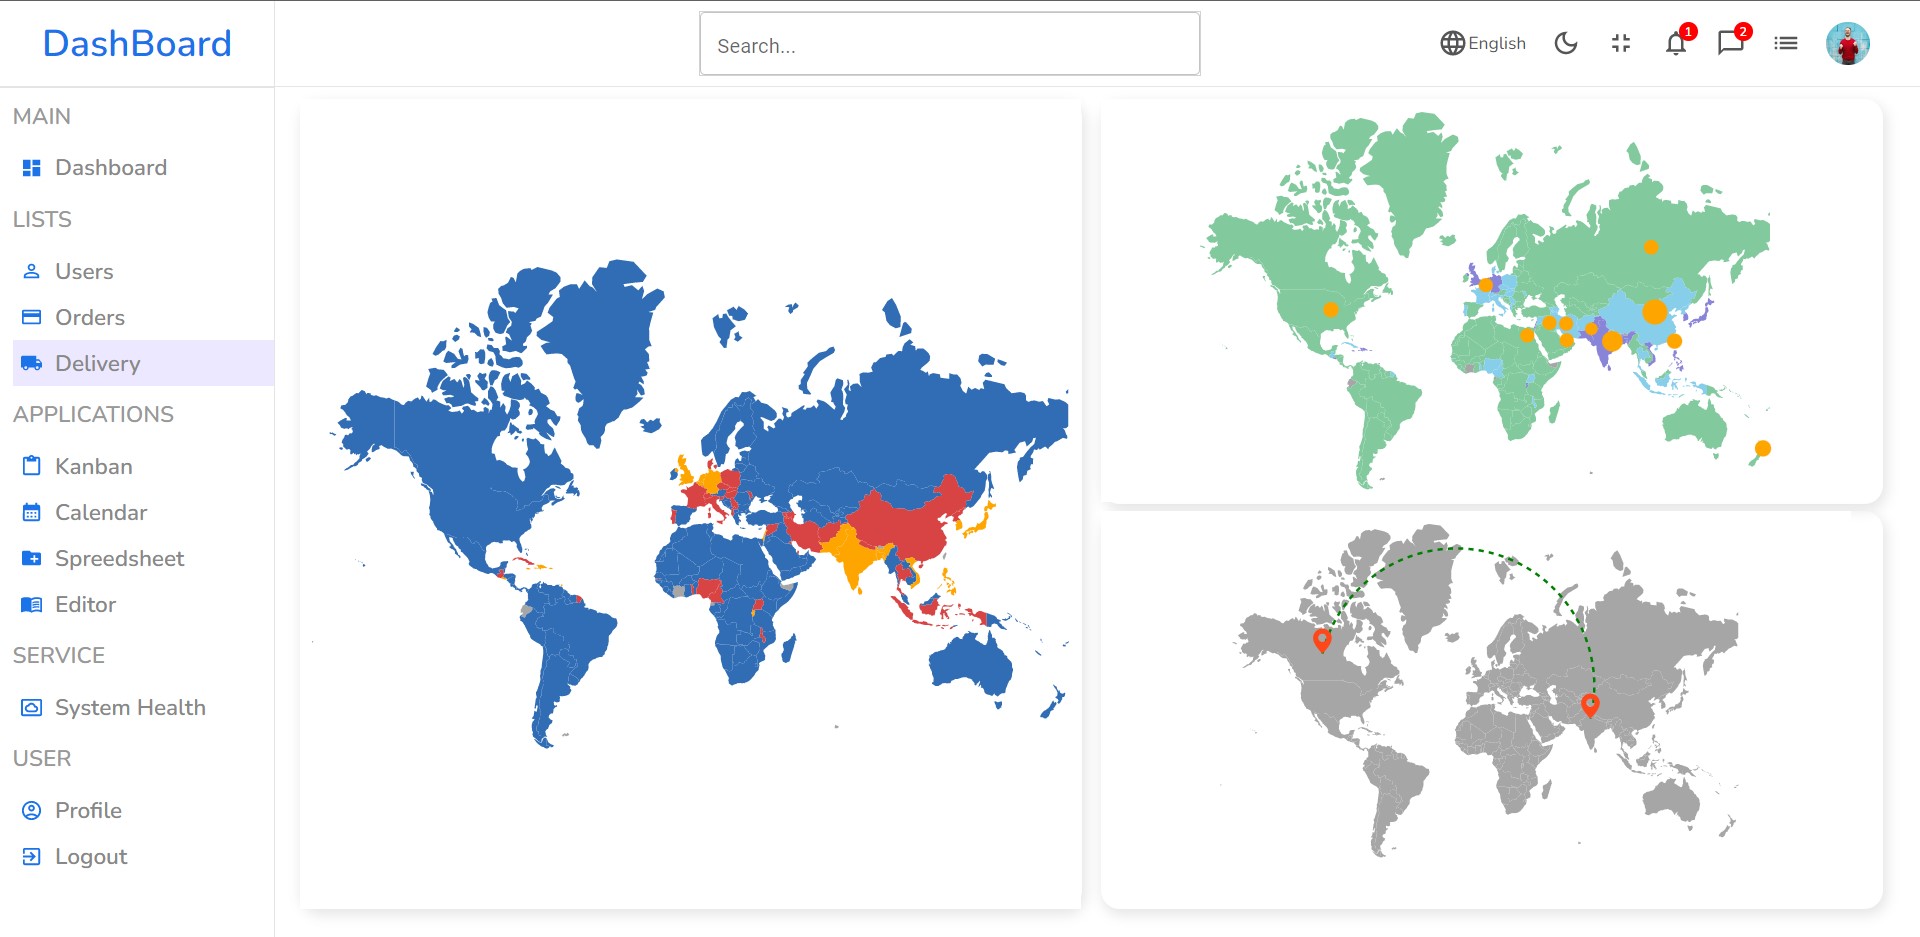 DashBoard
Search...
English
1
2
MAIN
Dashboard
LISTS
Users
Orders
Delivery
APPLICATIONS
Kanban
Calendar
Spreedsheet
Editor
SERVICE
System Health
USER
Profile
Logout